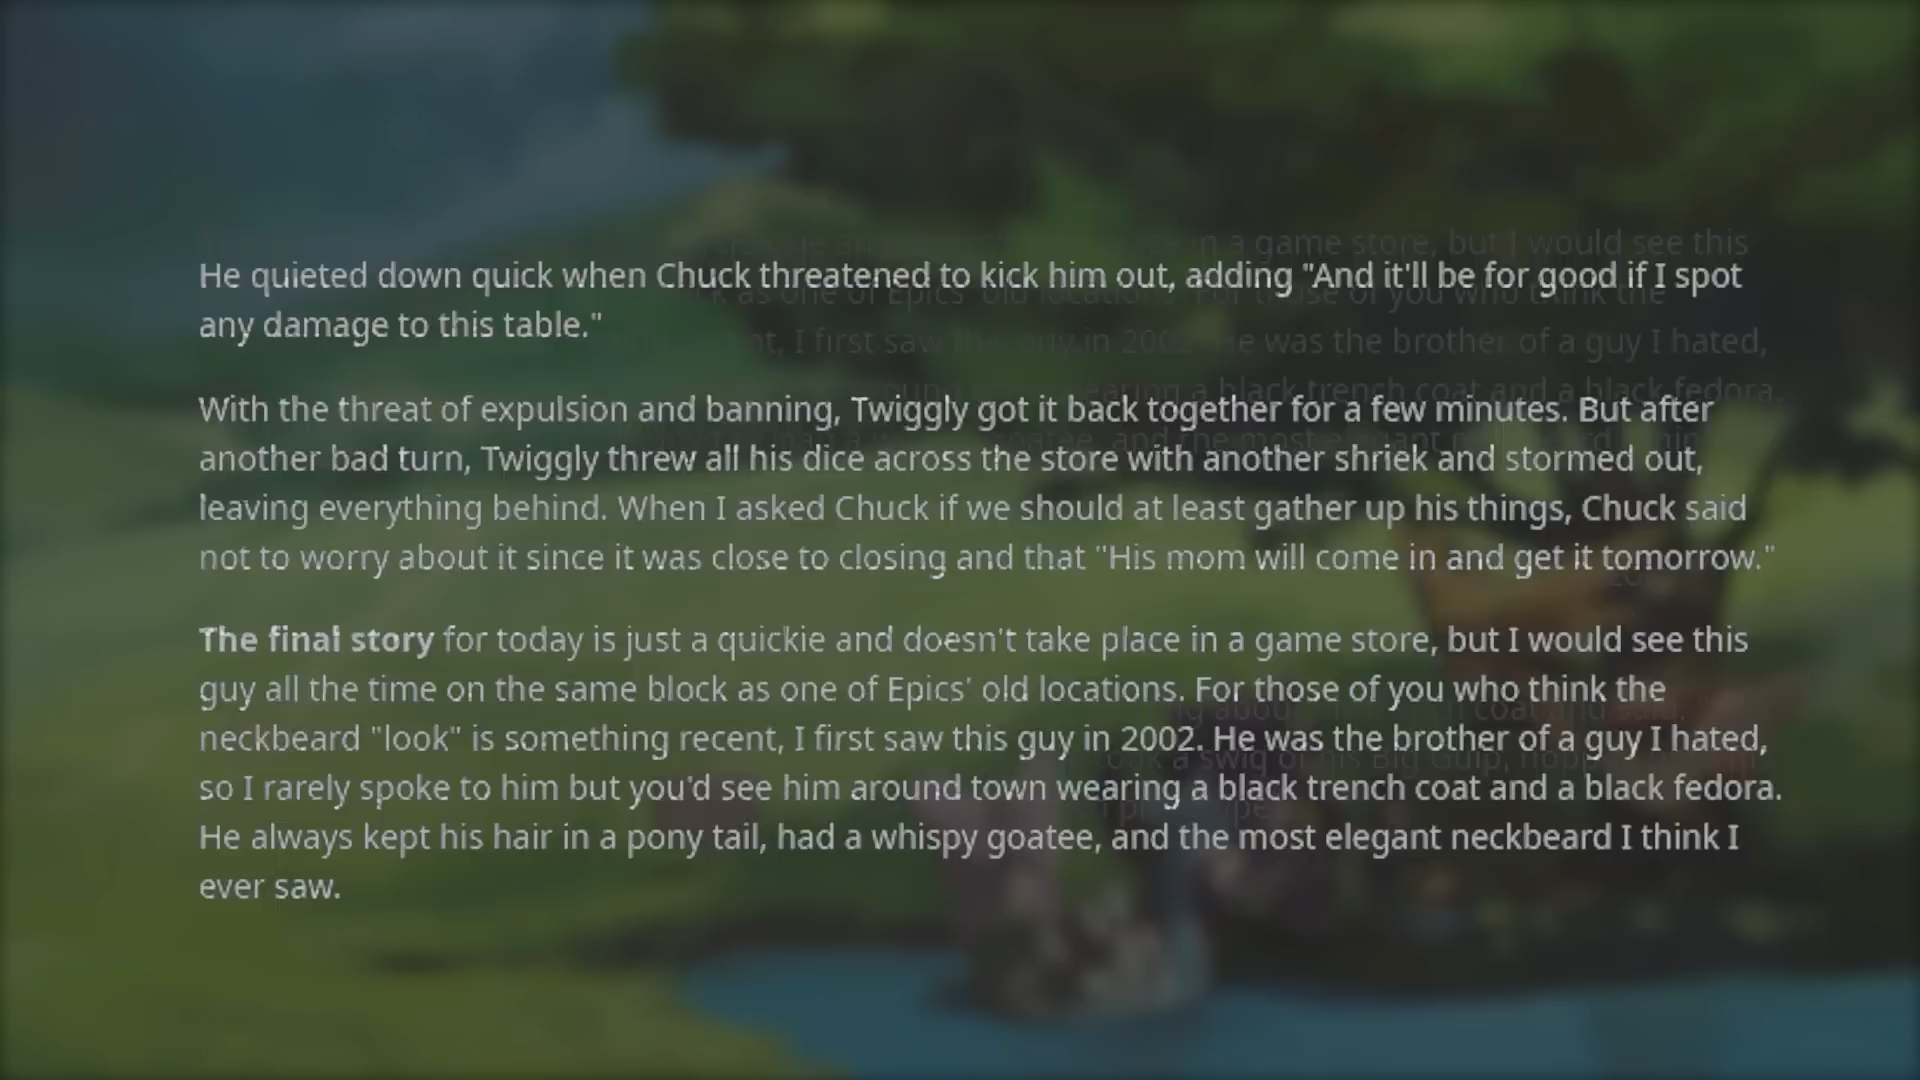 He quieted down quick when Chuck threatened to kick him out, adding "And it'll be for good if I spot
any damage to this table."
With the threat of expulsion and banning, Twiggly got it back together for a few minutes. But after
another bad turn, Twiggly threw all his dice across the store with another shriek and stormed out,
leaving everything behind. When I asked Chuck if we should at least gather up his things, Chuck said
not to worry about it since it was close to closing and that "His mom will come in and get it tomorrow."
The final story for today is just a quickie and doesn't take place in a game store, but I would see this
guy all the time on the same block as one of Epics' old locations. For those of you who think the
neckbeard "look" is something recent, I first saw this guy in 2002. He was the brother of a guy I hated,
so I rarely spoke to him but you'd see him around town wearing a black trench coat and a black fedora.
He always kept his hair in a pony tail, had a whispy goatee, and the most elegant neckbeard I think I
ever saw.